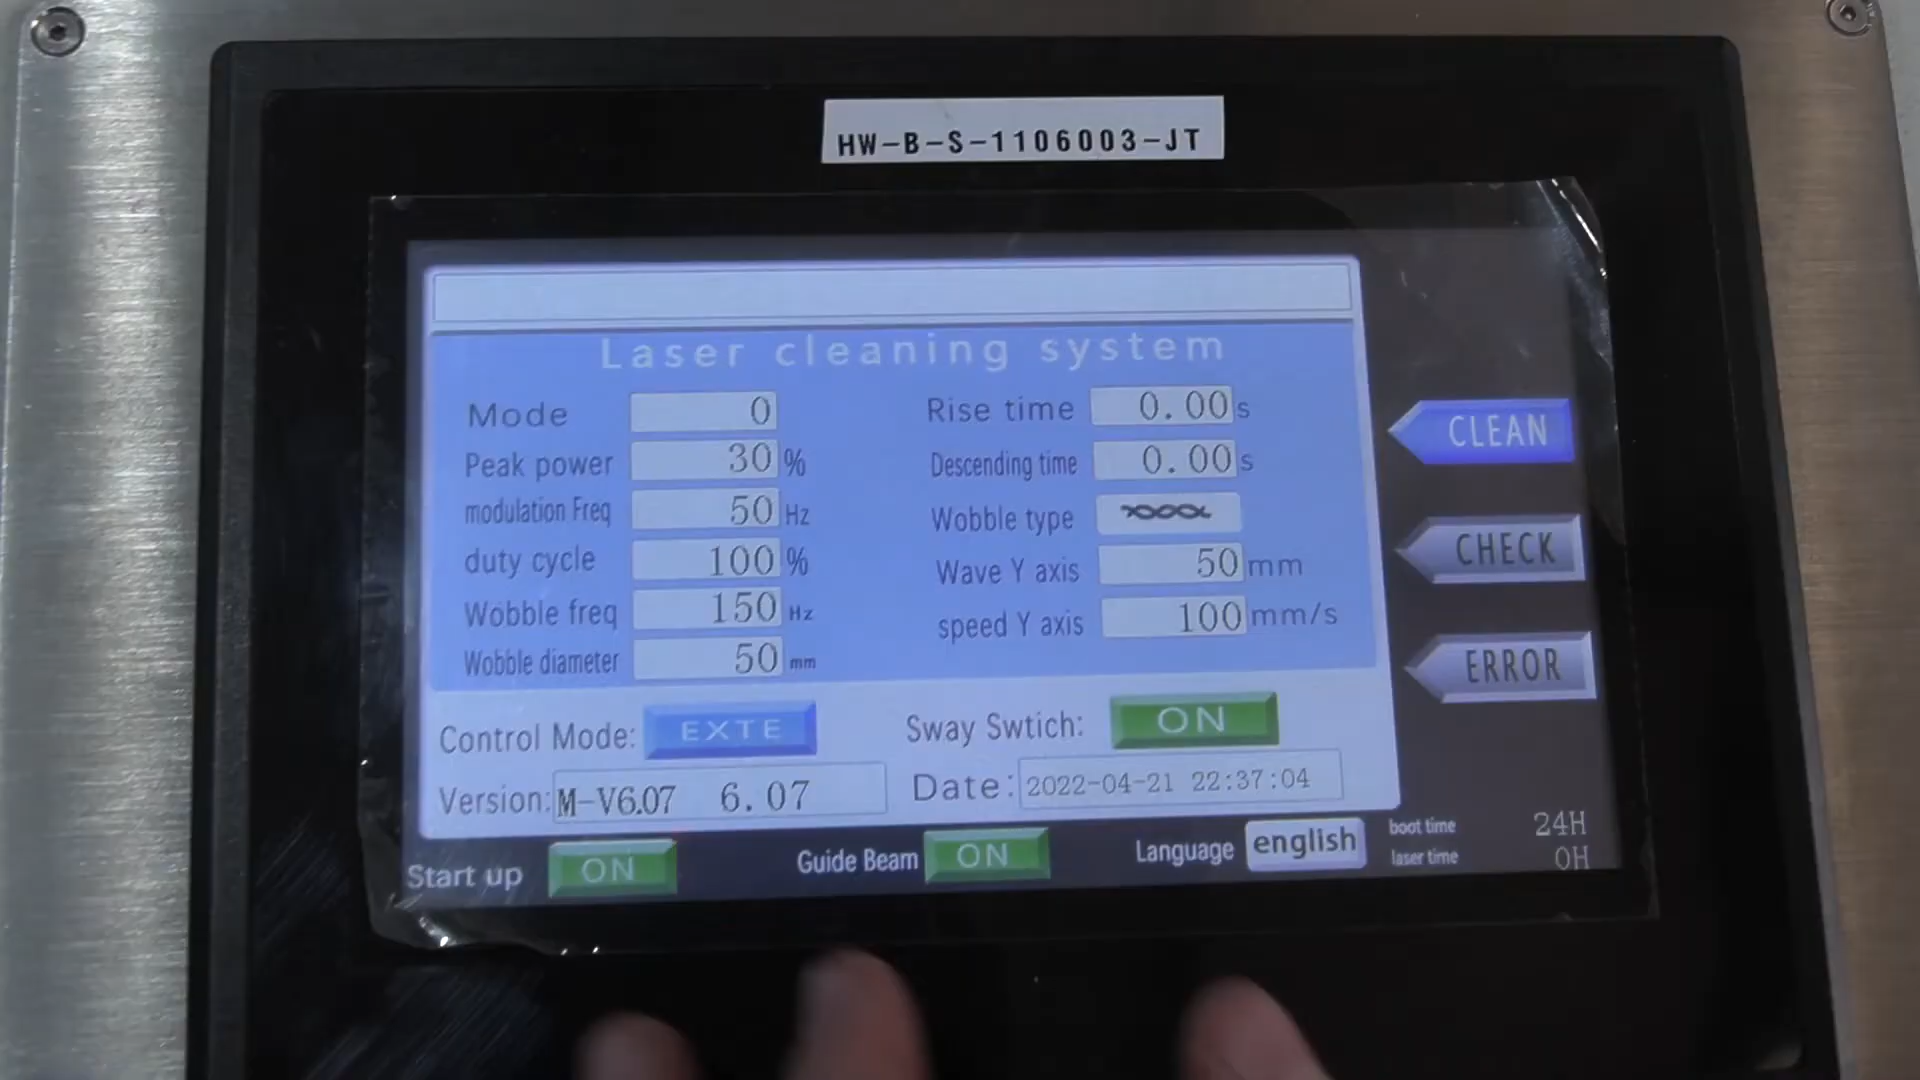 HW-B-S-1106003-JT
Laser cleaning system
Mode 0
Rise time 0.00 s
Peak power 30 %
Descending time 0.00 s
modulation Freq 50 Hz
Wobble type
duty cycle 100 %
Wave Y axis 50 mm
Wobble freq 150 Hz
speed Y axis 100 mm/s
Wobble diameter 50 mm
CLEAN
CHECK
ERROR
Control Mode: EXTE
Sway Swtich: ON
Version: M-V6.07 6.07
Date: 2022-04-21 22:37:04
Start up ON
Guide Beam ON
Language english
boot time 24H
laser time 0H